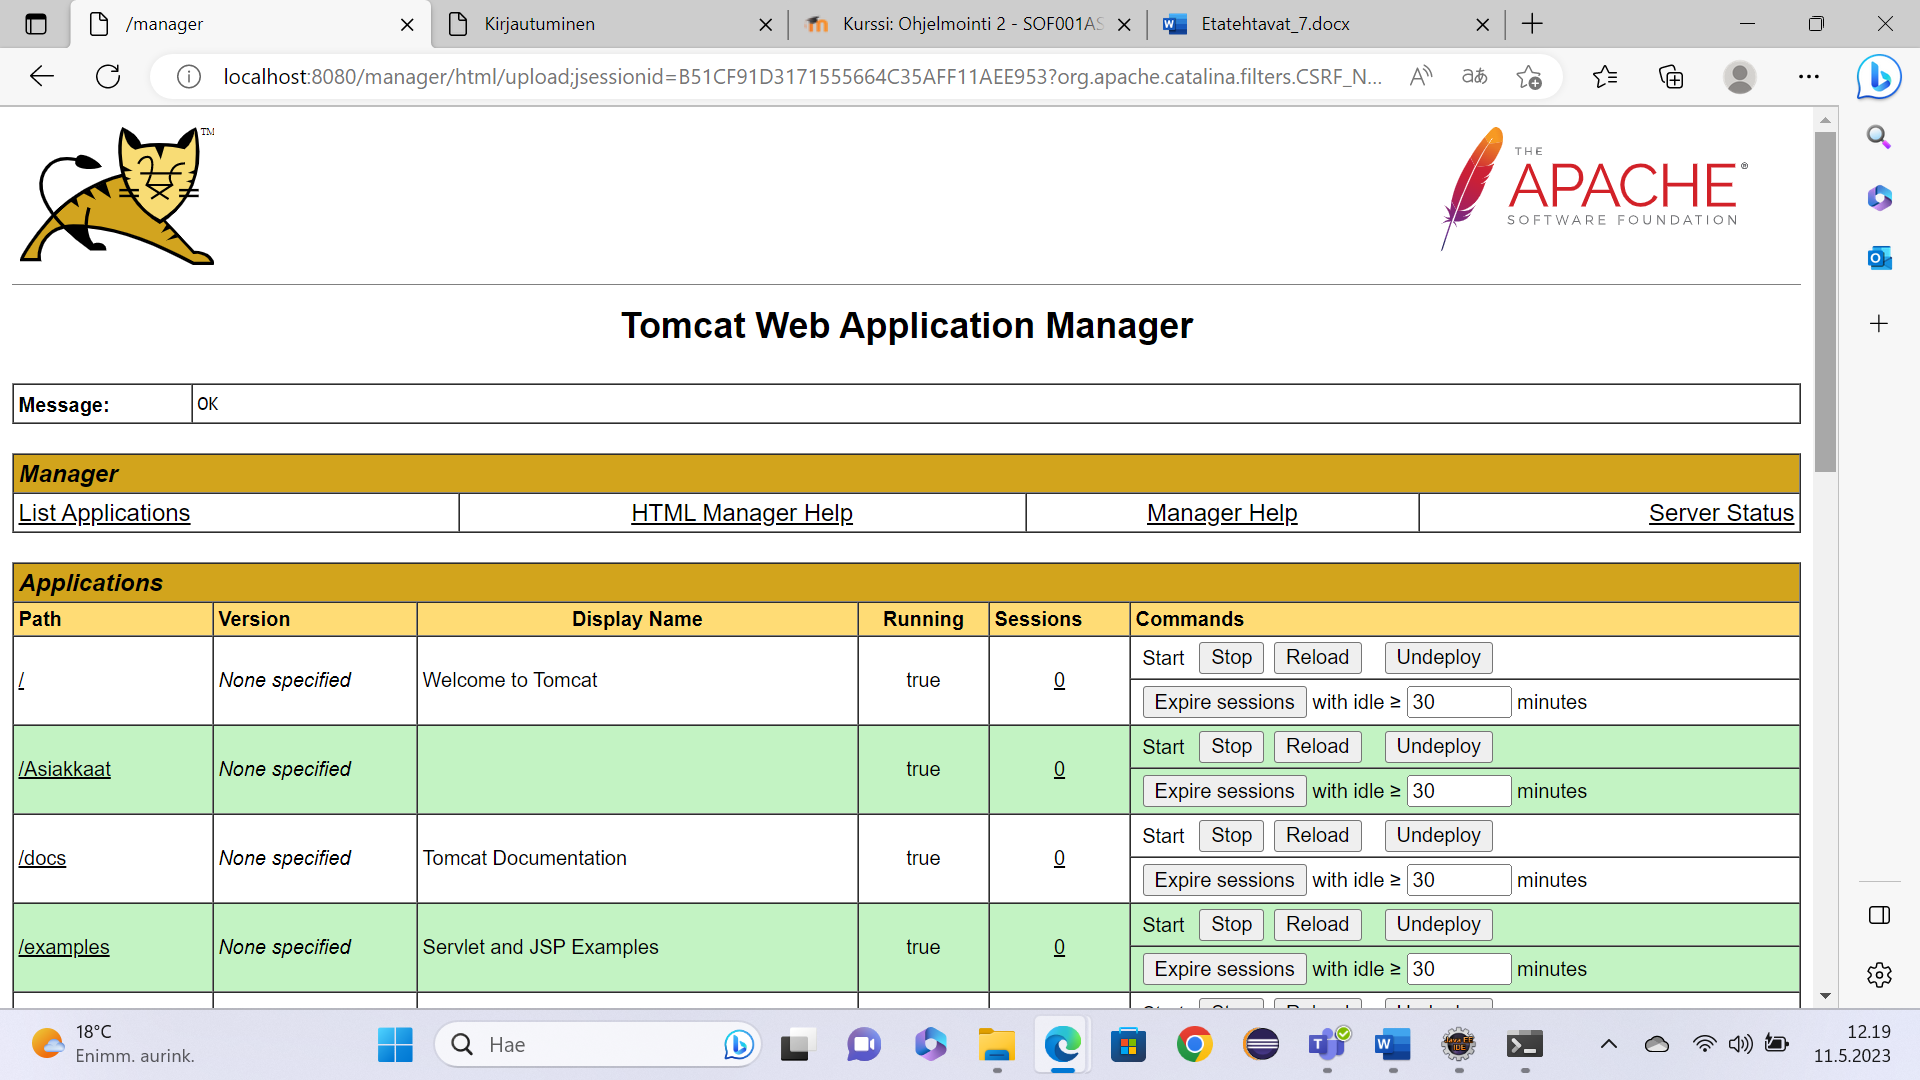 /manager
Kirjautuminen
Kurssi: Ohjelmointi 2 - SOF001AS
Etatehtavat_7.docx
localhost:8080/manager/html/upload;jsessionid=B51CF91D3171555664C35AFF11AEE953?org.apache.catalina.filters.CSRF_N...
TM
THE
APACHE®
SOFTWARE FOUNDATION
Tomcat Web Application Manager
Message: OK
Manager
List Applications HTML Manager Help Manager Help Server Status
Applications
Path Version Display Name Running Sessions Commands
/ None specified Welcome to Tomcat true 0 Start Stop Reload Undeploy
Expire sessions with idle ≥ 30 minutes
/Asiakkaat None specified true 0 Start Stop Reload Undeploy
Expire sessions with idle ≥ 30 minutes
/docs None specified Tomcat Documentation true 0 Start Stop Reload Undeploy
Expire sessions with idle ≥ 30 minutes
/examples None specified Servlet and JSP Examples true 0 Start Stop Reload Undeploy
Expire sessions with idle ≥ 30 minutes
18°C
Enimm. aurink.
Hae
12.19
11.5.2023